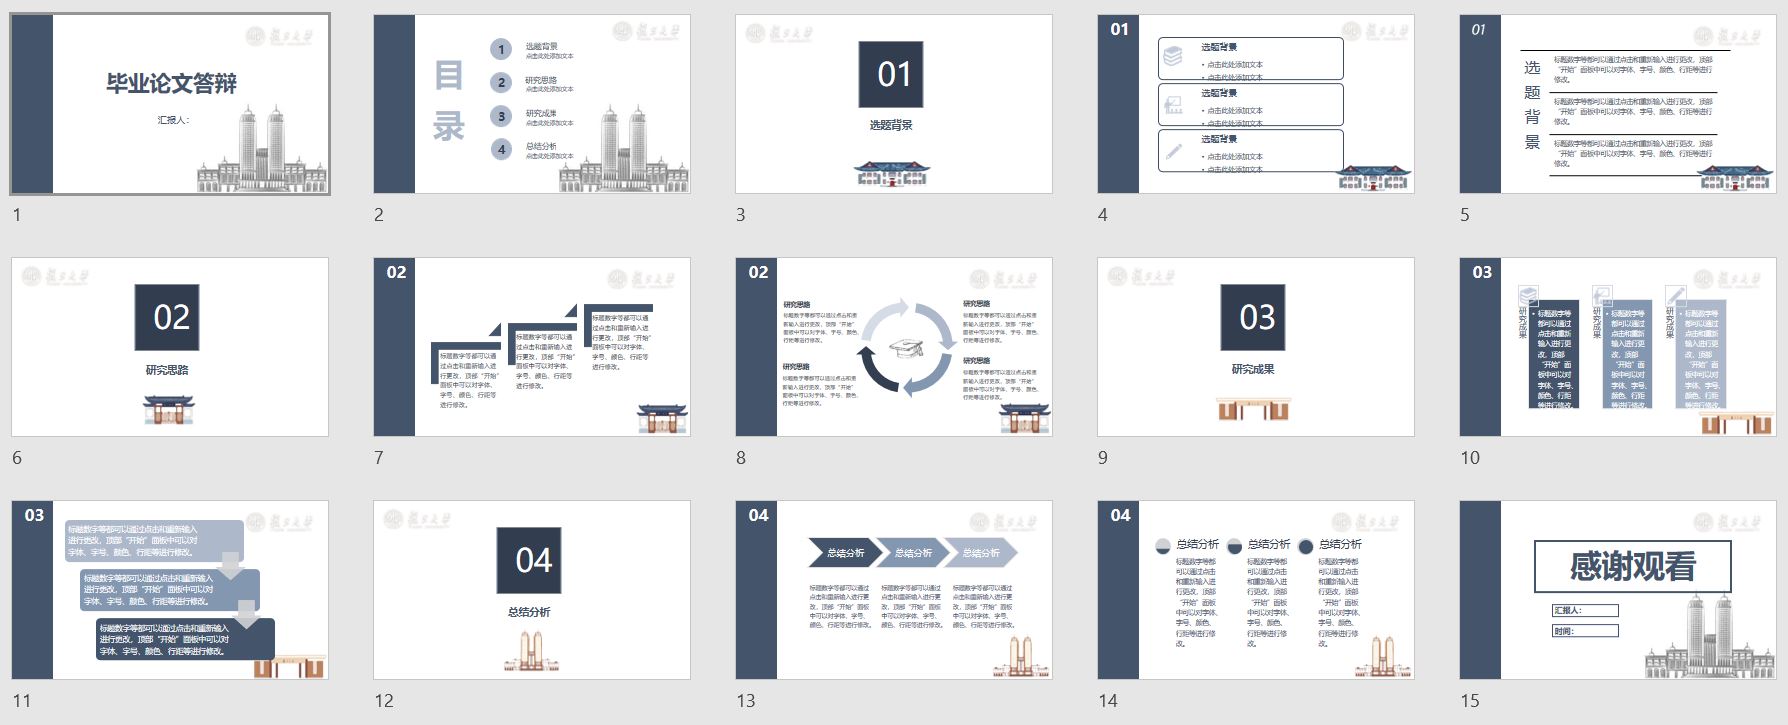 毕业论文答辩
汇报人：
1
目
录
1
选题背景
点击此处添加文本
2
研究思路
点击此处添加文本
3
研究成果
点击此处添加文本
4
总结分析
点击此处添加文本
2
01
选题背景
3
01
选题背景
• 点击此处添加文本
• 点击此处添加文本
选题背景
• 点击此处添加文本
• 点击此处添加文本
选题背景
• 点击此处添加文本
• 点击此处添加文本
4
01
选
题
背
景
标题数字等都可以通过点击和重新输入进行更改，顶部
“开始”面板中可以对字体、字号、颜色、行距等进行
修改。
标题数字等都可以通过点击和重新输入进行更改，顶部
“开始”面板中可以对字体、字号、颜色、行距等进行
修改。
标题数字等都可以通过点击和重新输入进行更改，顶部
“开始”面板中可以对字体、字号、颜色、行距等进行
修改。
5
02
研究思路
6
02
标题数字等都可以通
过点击和重新输入进
行更改，顶部“开始”
面板中可以对字体、
字号、颜色、行距等
进行修改。
标题数字等都可以通
过点击和重新输入进
行更改，顶部“开始”
面板中可以对字体、
字号、颜色、行距等
进行修改。
标题数字等都可以通
过点击和重新输入进
行更改，顶部“开始”
面板中可以对字体、
字号、颜色、行距等
进行修改。
7
02
研究思路
标题数字等都可以通过点击和重
新输入进行更改，顶部“开始”
面板中可以对字体、字号、颜色、
行距等进行修改。
研究思路
标题数字等都可以通过点击和重
新输入进行更改，顶部“开始”
面板中可以对字体、字号、颜色、
行距等进行修改。
研究思路
标题数字等都可以通过点击和重
新输入进行更改，顶部“开始”
面板中可以对字体、字号、颜色、
行距等进行修改。
研究思路
标题数字等都可以通过点击和重
新输入进行更改，顶部“开始”
面板中可以对字体、字号、颜色、
行距等进行修改。
8
03
研究成果
9
03
研究成果
• 标题数字等
都可以通过
点击和重新
输入进行更
改，顶部
“开始”面
板中可以对
字体、字号、
颜色、行距
等进行修改
研究成果
• 标题数字等
都可以通过
点击和重新
输入进行更
改，顶部
“开始”面
板中可以对
字体、字号、
颜色、行距
等进行修改
研究成果
• 标题数字等
都可以通过
点击和重新
输入进行更
改，顶部
“开始”面
板中可以对
字体、字号、
颜色、行距
等进行修改
10
03
标题数字等都可以通过点击和重新输入
进行更改，顶部“开始”面板中可以对
字体、字号、颜色、行距等进行修改。
标题数字等都可以通过点击和重新输入
进行更改，顶部“开始”面板中可以对
字体、字号、颜色、行距等进行修改。
标题数字等都可以通过点击和重新输入
进行更改，顶部“开始”面板中可以对
字体、字号、颜色、行距等进行修改。
11
04
总结分析
12
04
总结分析
总结分析
总结分析
标题数字等都可以通过
点击和重新输入进行更
改，顶部“开始”面板
中可以对字体、字号、
颜色、行距等进行修改。
标题数字等都可以通过
点击和重新输入进行更
改，顶部“开始”面板
中可以对字体、字号、
颜色、行距等进行修改。
标题数字等都可以通过
点击和重新输入进行更
改，顶部“开始”面板
中可以对字体、字号、
颜色、行距等进行修改。
13
04
总结分析
标题数字等都
可以通过点击
和重新输入进
行更改，顶部
“开始”面板
中可以对字体、
字号、颜色、
行距等进行修
改。
总结分析
标题数字等都
可以通过点击
和重新输入进
行更改，顶部
“开始”面板
中可以对字体、
字号、颜色、
行距等进行修
改。
总结分析
标题数字等都
可以通过点击
和重新输入进
行更改，顶部
“开始”面板
中可以对字体、
字号、颜色、
行距等进行修
改。
14
感谢观看
汇报人：
时间：
15